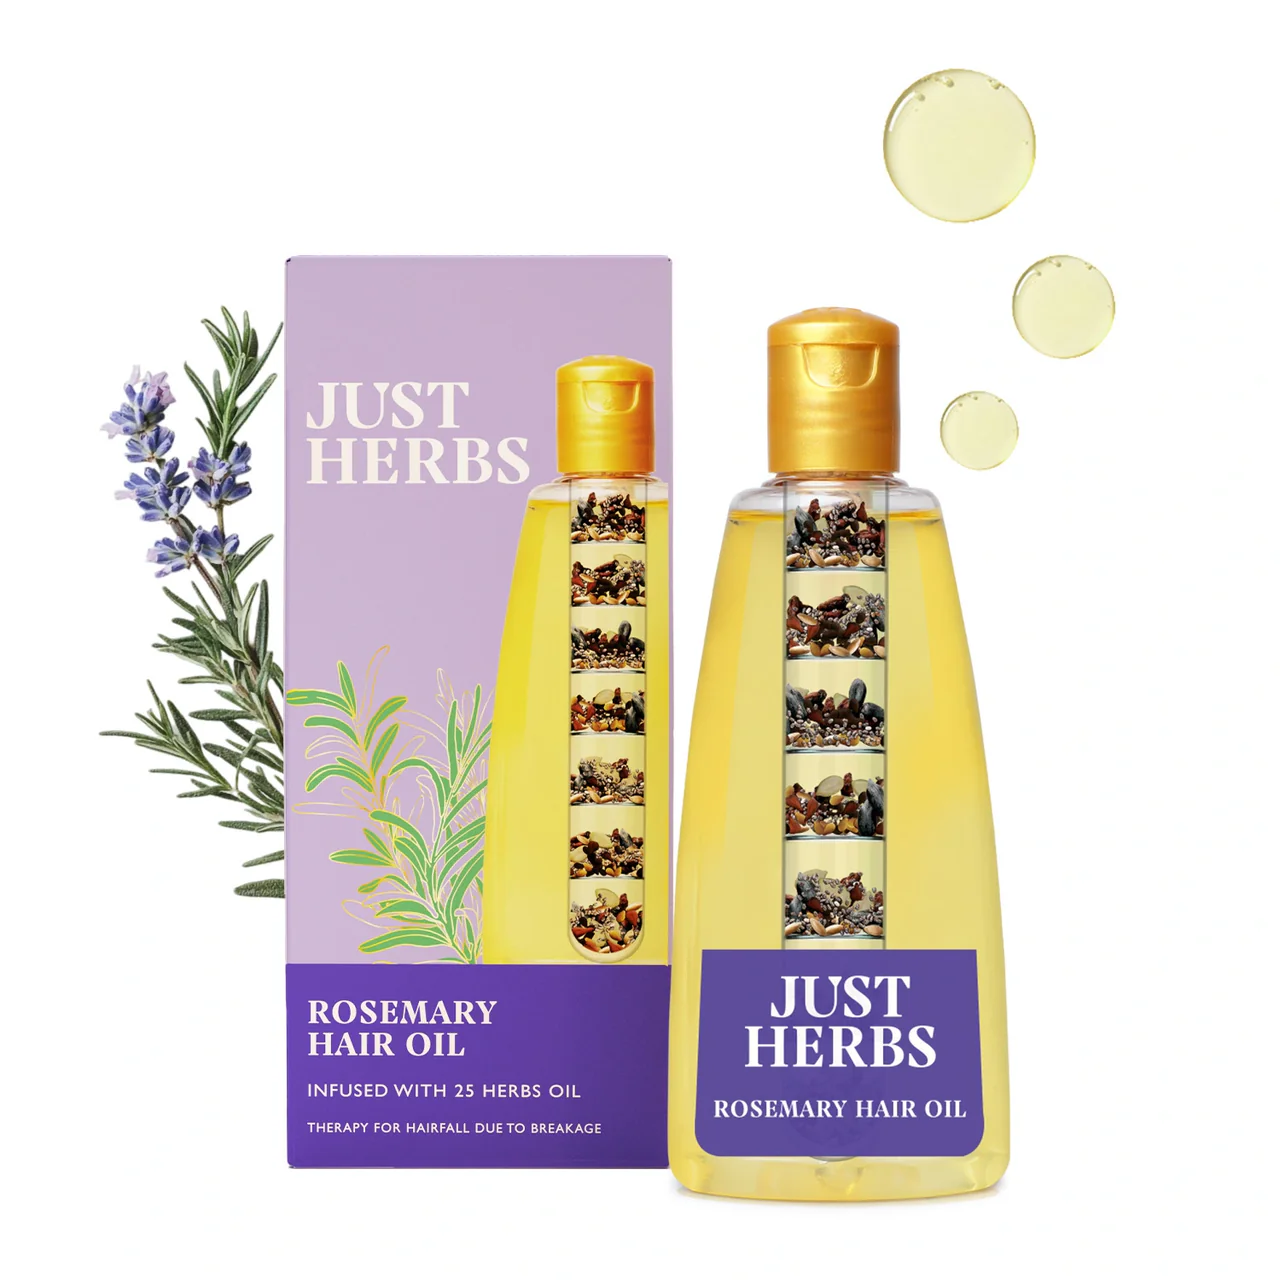 JUST
HERBS
ROSEMARY
HAIR OIL
INFUSED WITH 25 HERBS OIL
THERAPY FOR HAIRFALL DUE TO BREAKAGE
JUST
HERBS
ROSEMARY HAIR OIL